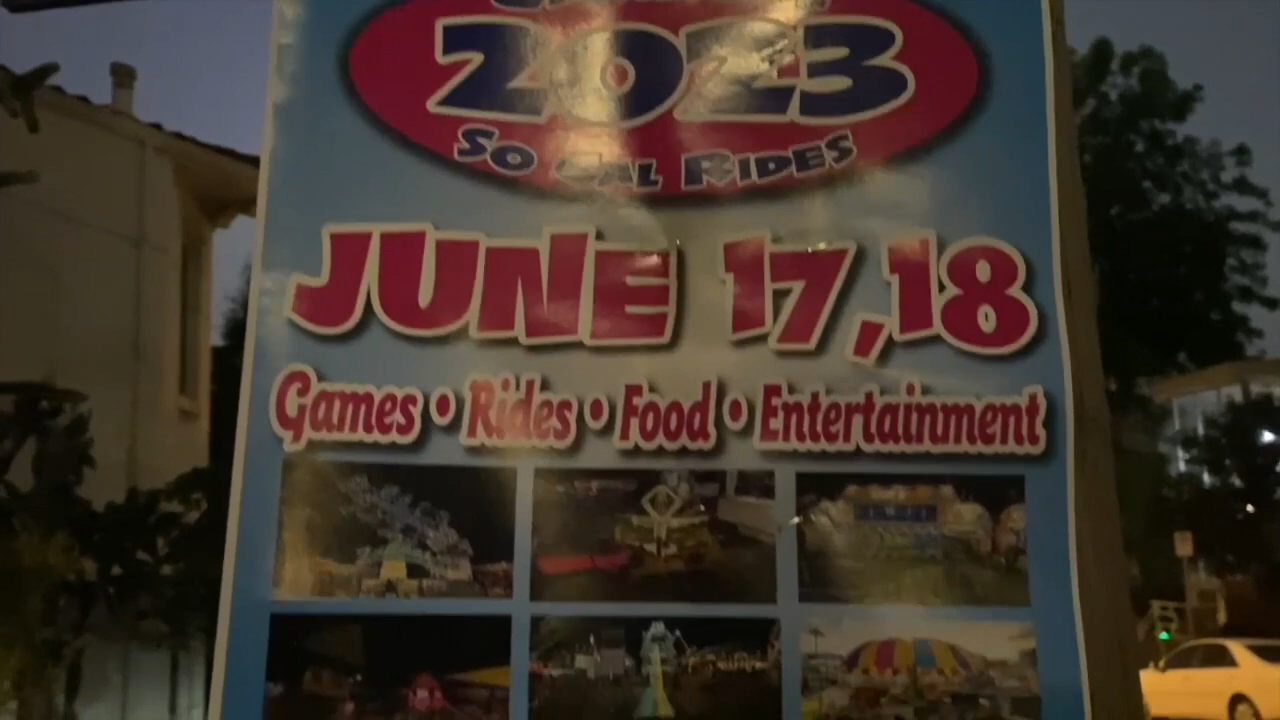 2023
So Cal Rides
JUNE 17,18
Games • Rides • Food • Entertainment